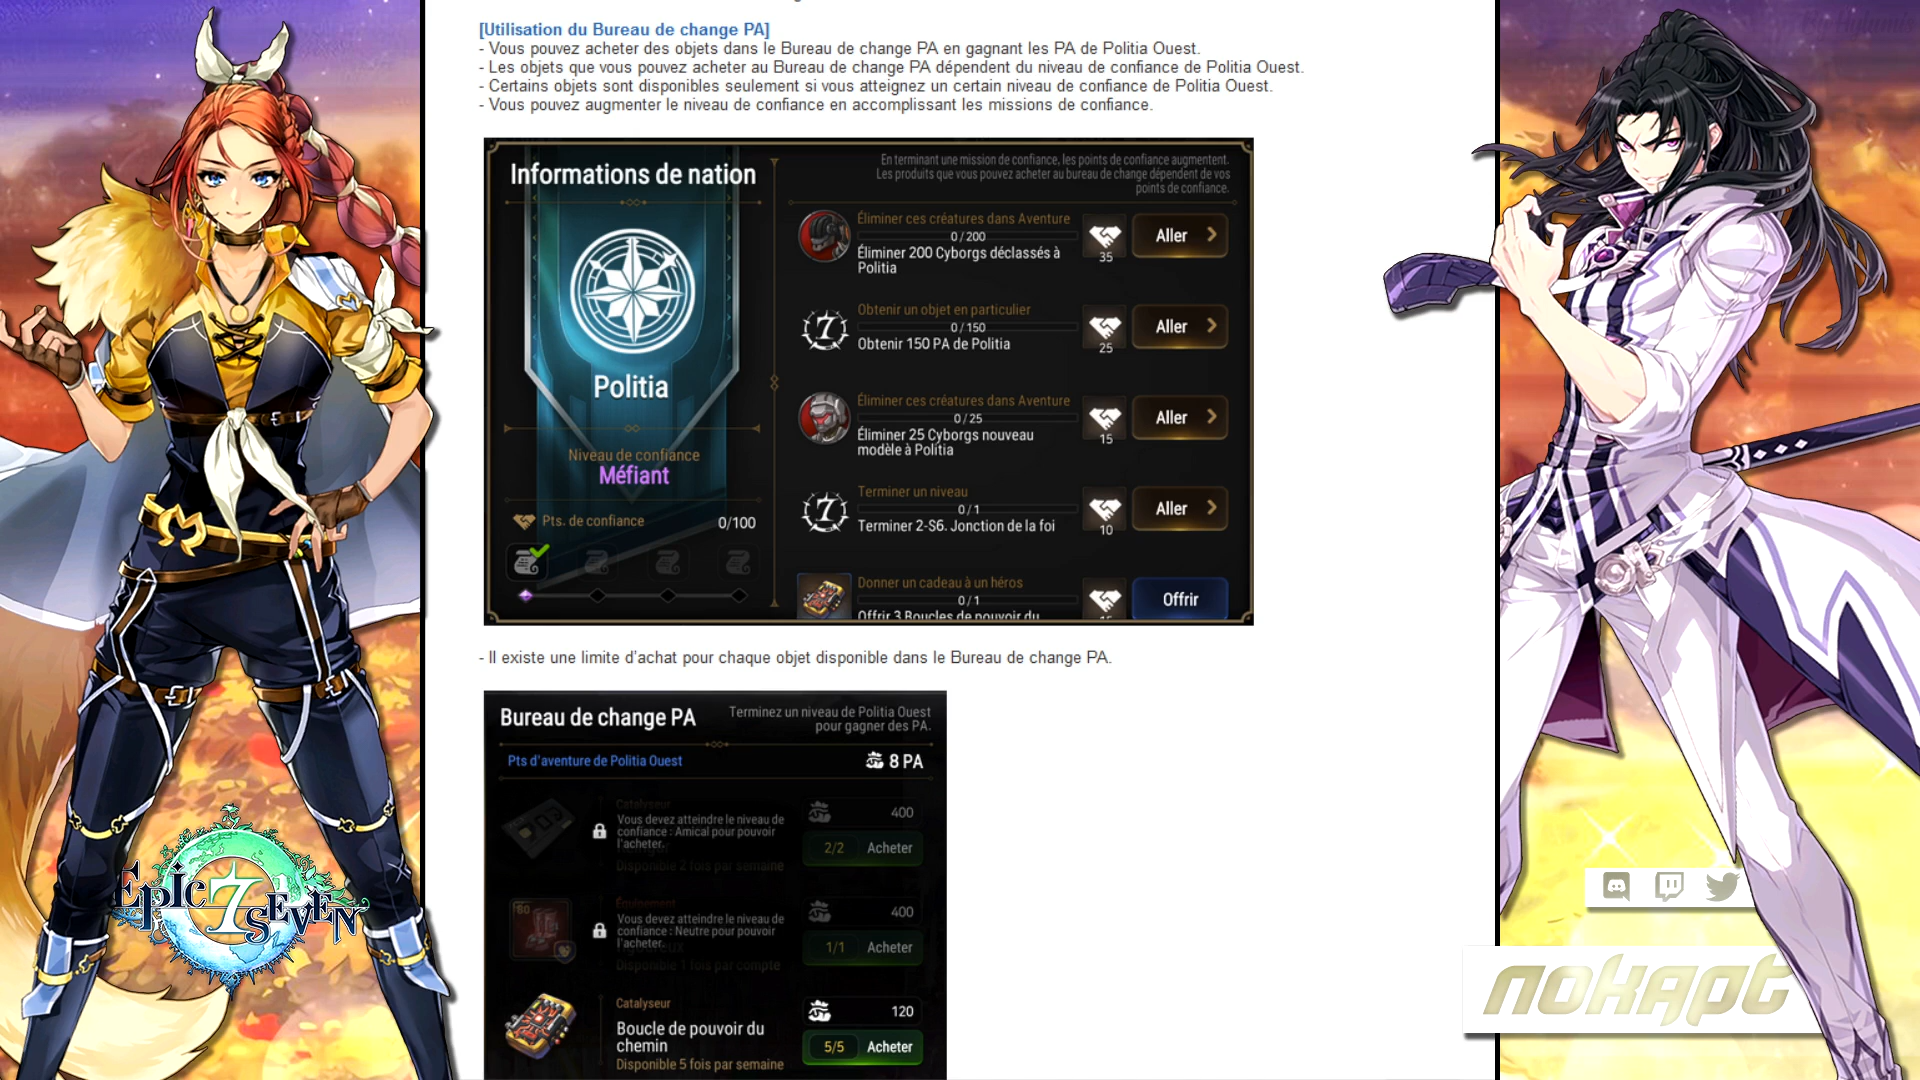 [Utilisation du Bureau de change PA]
- Vous pouvez acheter des objets dans le Bureau de change PA en gagnant les PA de Politia Ouest.
- Les objets que vous pouvez acheter au Bureau de change PA dépendent du niveau de confiance de Politia Ouest.
- Certains objets sont disponibles seulement si vous atteignez un certain niveau de confiance de Politia Ouest.
- Vous pouvez augmenter le niveau de confiance en accomplissant les missions de confiance.
Informations de nation
Politia
Niveau de confiance
Méfiant
Pts. de confiance 0/100
En terminant une mission de confiance, les points de confiance augmentent.
Les produits que vous pouvez acheter au bureau de change dépendent de vos
points de confiance.
Éliminer ces créatures dans Aventure
0 / 200
Éliminer 200 Cyborgs déclassés à
Politia
35
Aller
Obtenir un objet en particulier
0 / 150
Obtenir 150 PA de Politia
25
Aller
Éliminer ces créatures dans Aventure
0 / 25
Éliminer 25 Cyborgs nouveau
modèle à Politia
15
Aller
Terminer un niveau
0 / 1
Terminer 2-S6. Jonction de la foi
10
Aller
Donner un cadeau à un héros
0 / 1
Offrir 3 Boucles de pouvoir du
Offrir
- Il existe une limite d'achat pour chaque objet disponible dans le Bureau de change PA.
Bureau de change PA
Terminez un niveau de Politia Ouest
pour gagner des PA.
Pts d'aventure de Politia Ouest 8 PA
Catalyseur
Vous devez atteindre le niveau de
confiance : Amical pour pouvoir
l'acheter.
Disponible 2 fois par semaine
400
2/2 Acheter
Équipement
Vous devez atteindre le niveau de
confiance : Neutre pour pouvoir
l'acheter.
Disponible 1 fois par compte
400
1/1 Acheter
Catalyseur
Boucle de pouvoir du
chemin
Disponible 5 fois par semaine
120
5/5 Acheter
EPIC 7 SEVEN
nokapt